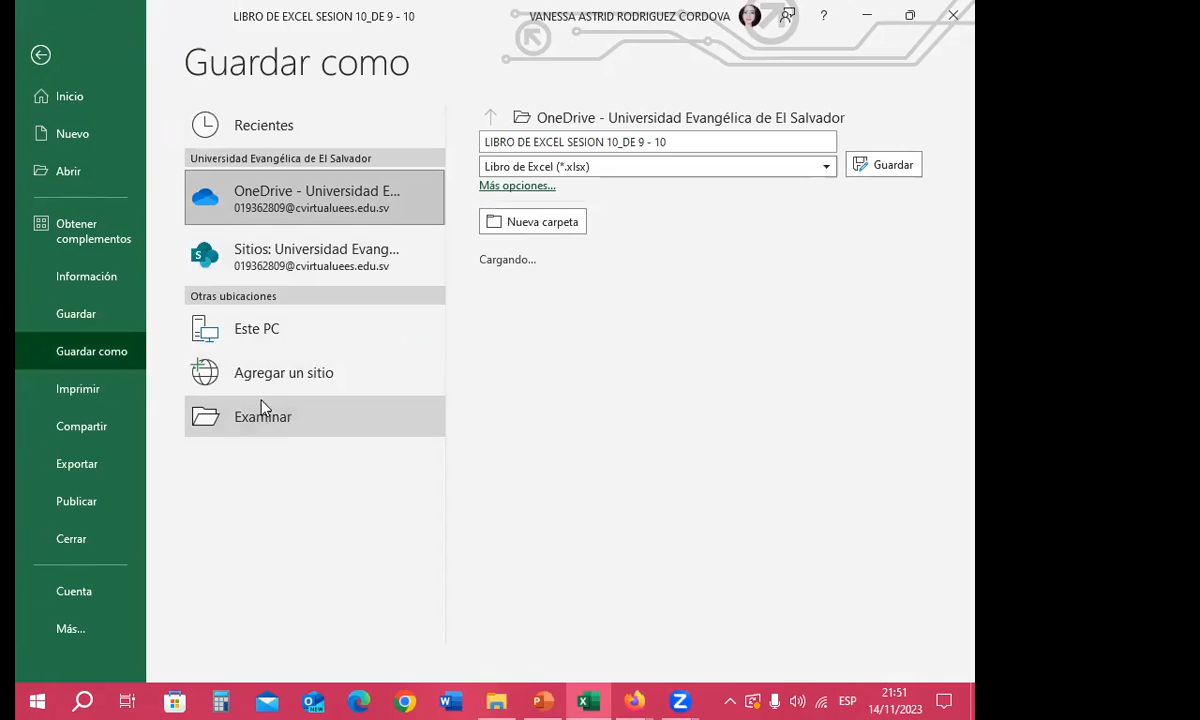 LIBRO DE EXCEL SESION 10_DE 9 - 10
VANESSA ASTRID RODRIGUEZ CORDOVA
?
Guardar como
Inicio
Nuevo
Abrir
Obtener
complementos
Información
Guardar
Guardar como
Imprimir
Compartir
Exportar
Publicar
Cerrar
Cuenta
Más...
Recientes
Universidad Evangélica de El Salvador
OneDrive - Universidad E...
019362809@cvirtualuees.edu.sv
Sitios: Universidad Evang...
019362809@cvirtualuees.edu.sv
Otras ubicaciones
Este PC
Agregar un sitio
Examinar
OneDrive - Universidad Evangélica de El Salvador
LIBRO DE EXCEL SESION 10_DE 9 - 10
Libro de Excel (*.xlsx)
Guardar
Más opciones...
Nueva carpeta
Cargando...
ESP
21:51
14/11/2023